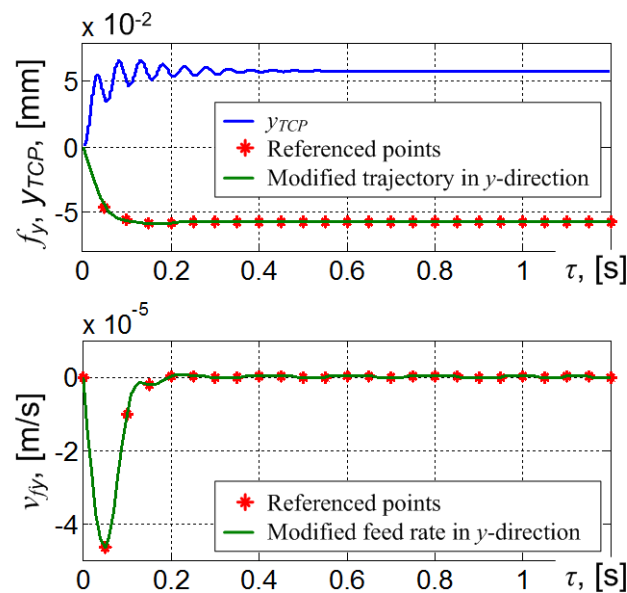 x 10⁻²
5
0
-5
f_y, y_TCP, [mm]
y_TCP
Referenced points
Modified trajectory in y-direction
0 0.2 0.4 0.6 0.8 1 τ, [s]
x 10⁻⁵
0
-2
-4
v_fy, [m/s]
Referenced points
Modified feed rate in y-direction
0 0.2 0.4 0.6 0.8 1 τ, [s]